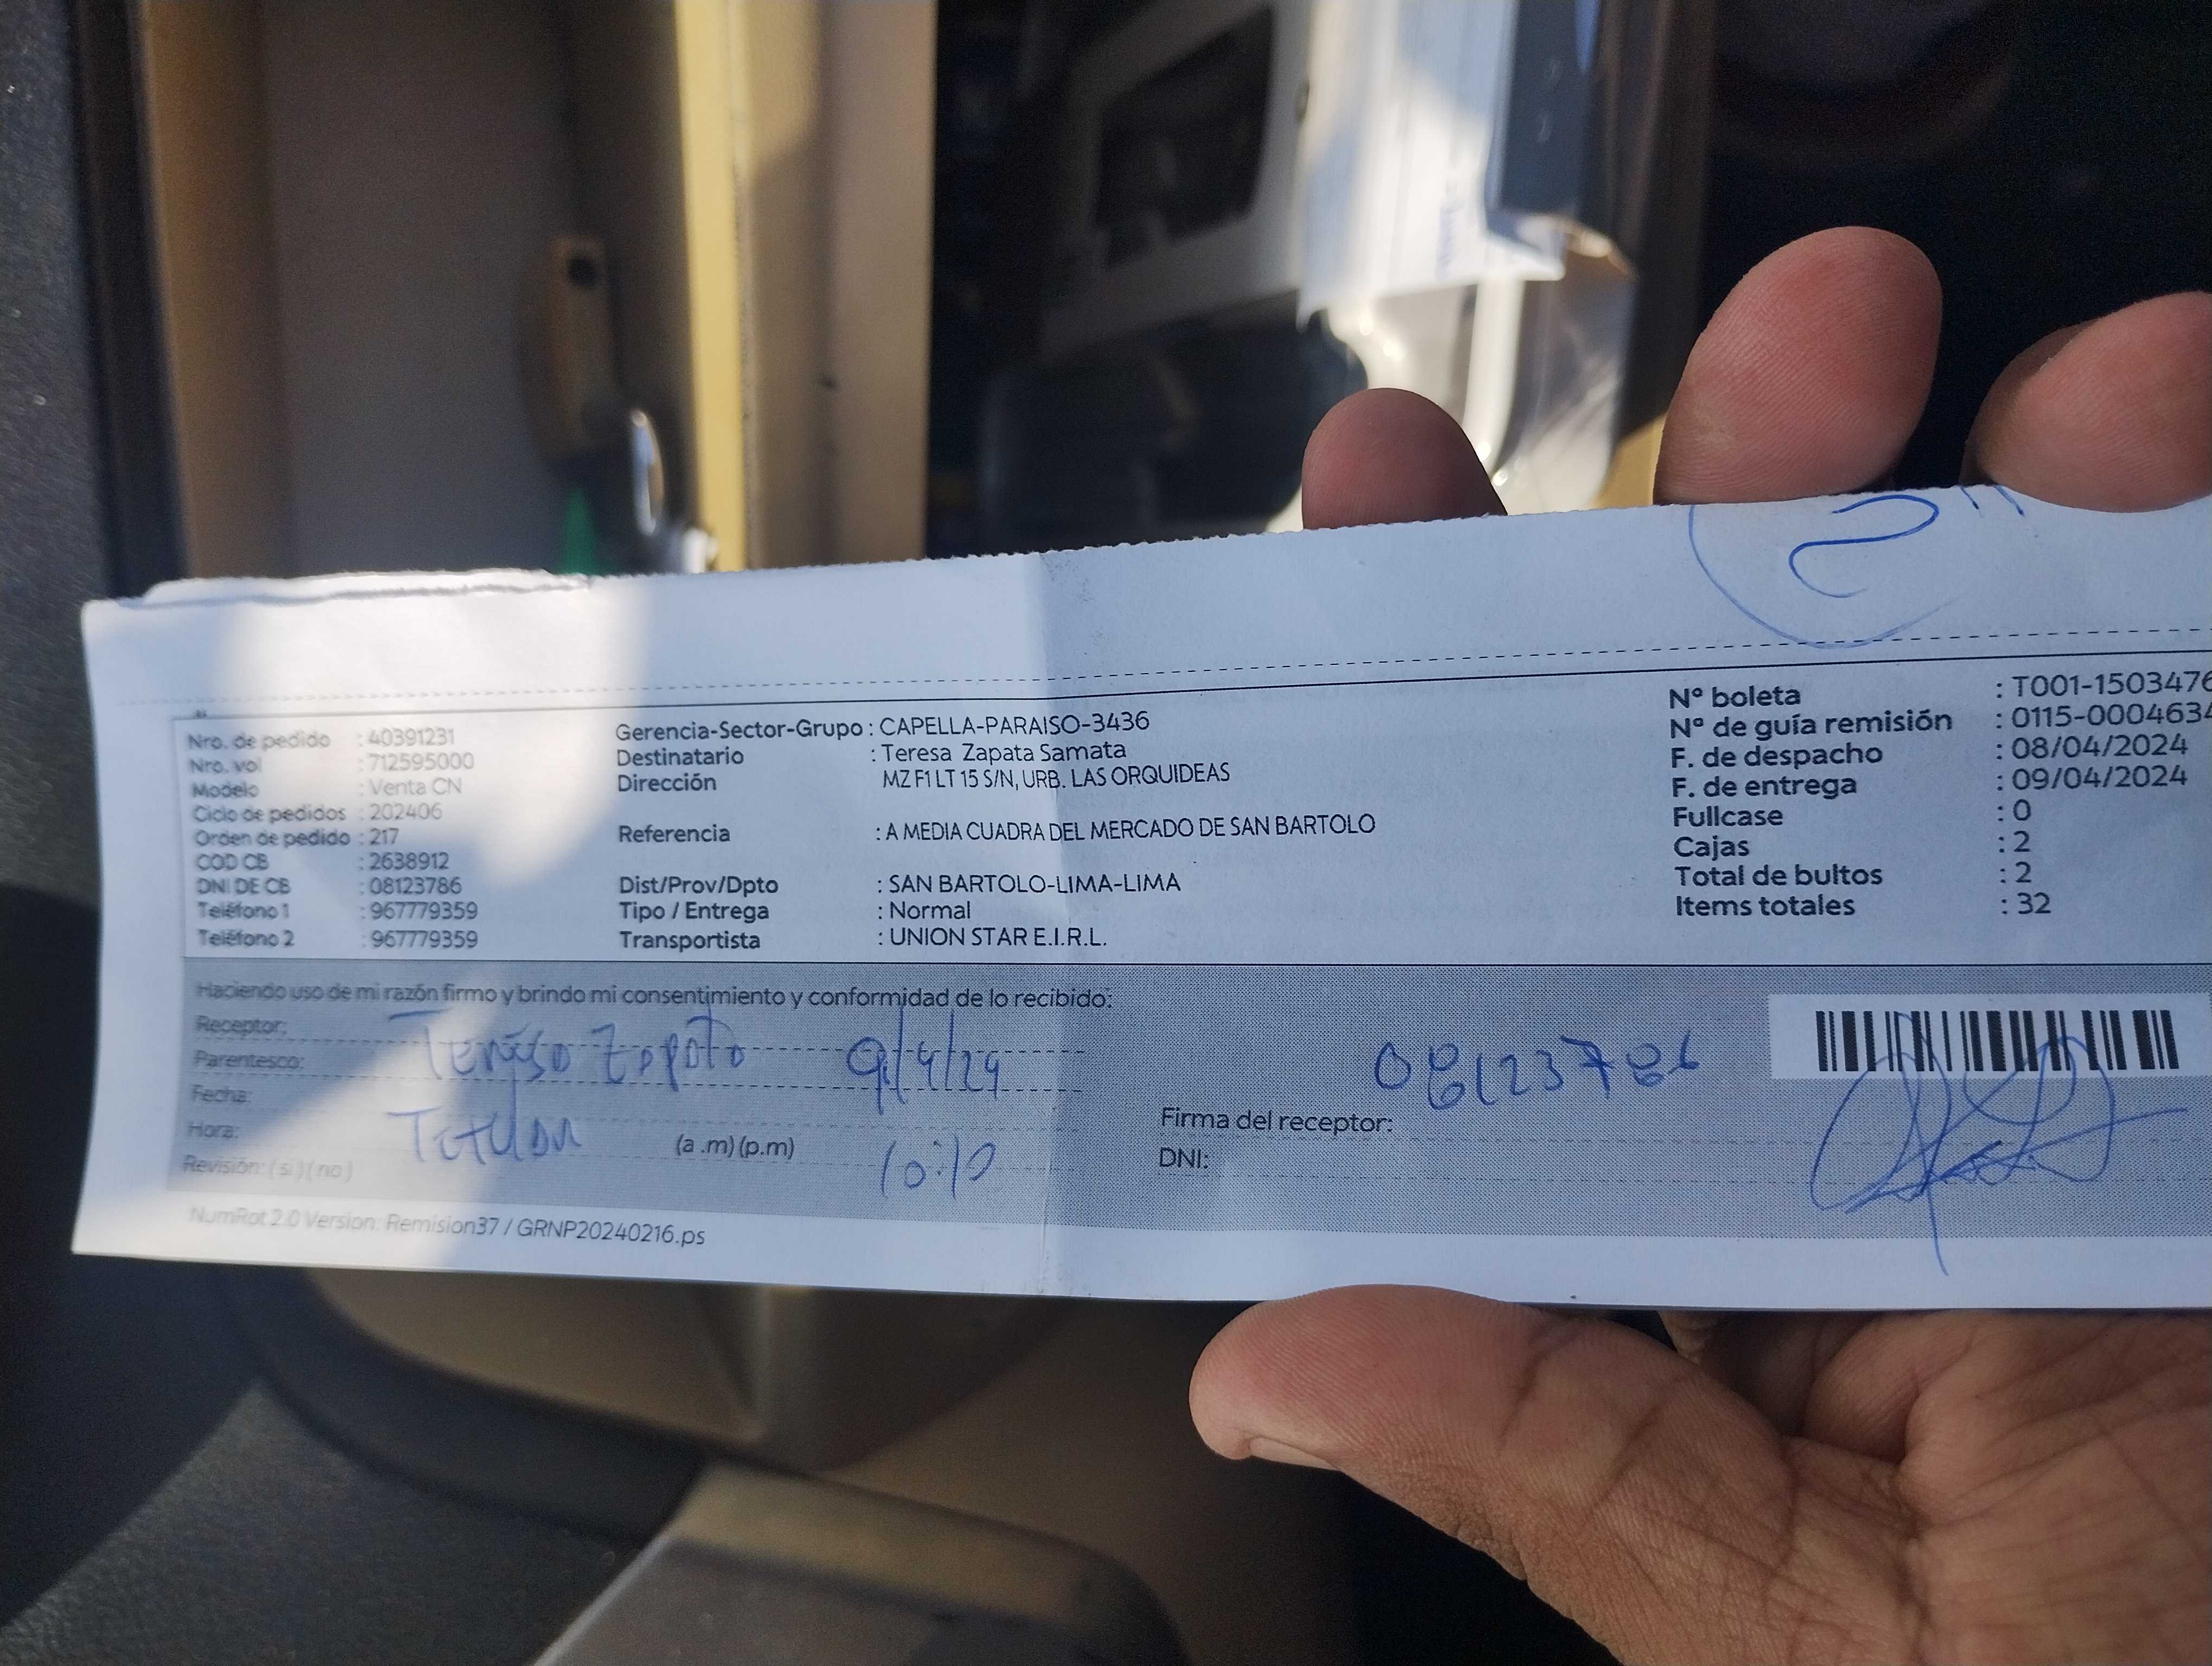 Nro. de pedido : 40391231
Nro. vol : 712595000
Modelo : Venta CN
Ciclo de pedidos : 202406
Orden de pedido : 217
COD CB : 2638912
DNI DE CB : 08123786
Teléfono 1 : 967779359
Teléfono 2 : 967779359
Gerencia-Sector-Grupo : CAPELLA-PARAISO-3436
Destinatario : Teresa Zapata Samata
Dirección MZ F1 LT 15 S/N, URB. LAS ORQUIDEAS
Referencia : A MEDIA CUADRA DEL MERCADO DE SAN BARTOLO
Dist/Prov/Dpto : SAN BARTOLO-LIMA-LIMA
Tipo / Entrega : Normal
Transportista : UNION STAR E.I.R.L.
N° boleta : T001-1503476
N° de guía remisión : 0115-0004634
F. de despacho : 08/04/2024
F. de entrega : 09/04/2024
Fullcase : 0
Cajas : 2
Total de bultos : 2
Items totales : 32
Haciendo uso de mi razón firmo y brindo mi consentimiento y conformidad de lo recibido:
Receptor:
Teresa Zapata 9/4/24
Parentesco:
Fecha:
Titular
Hora: (a .m) (p.m) 10:10
Revisión: ( si ) ( no )
08123786
Firma del receptor:
DNI:
NumRot 2.0 Version: Remision37 / GRNP20240216.ps